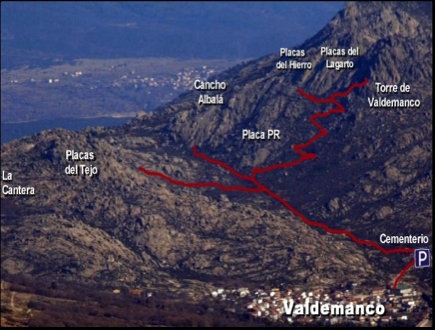 Placas
del Hierro
Placas del
Lagarto
Cancho
Albalá
Torre de
Valdemanco
Placa PR
Placas
del Tejo
La
Cantera
Cementerio
P
Valdemanco